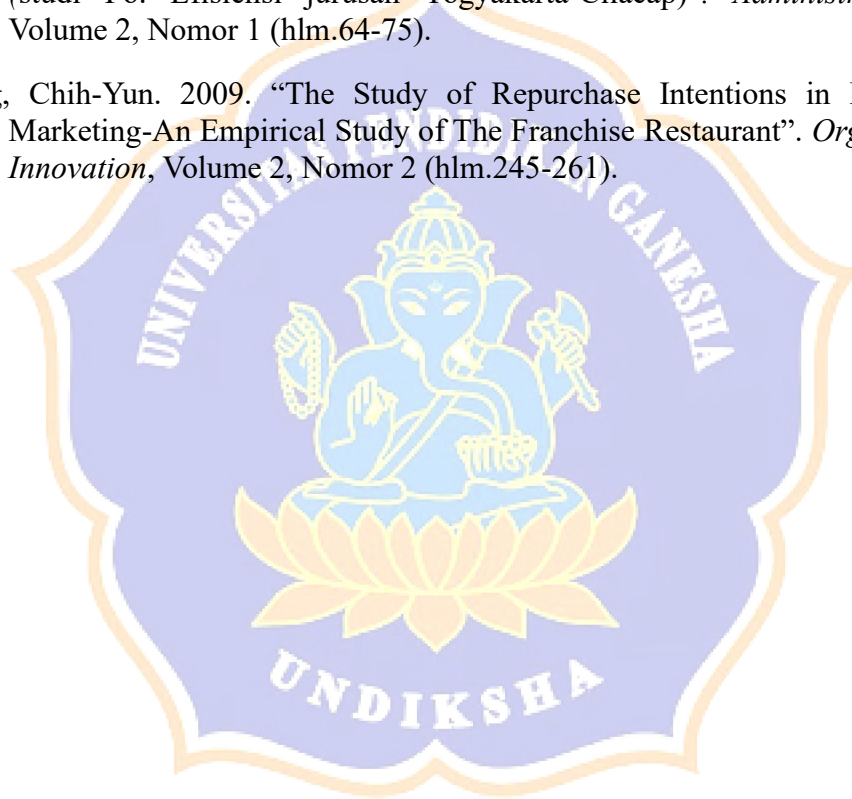 (studi Po. Efisiensi jurusan Yogyakarta-Cilacap)".
Volume 2, Nomor 1 (hlm.64-75).
Chih-Yun. 2009. “The Study of Repurchase Intentions in
Marketing-An Empirical Study of The Franchise Restaurant”.
Innovation, Volume 2, Nomor 2 (hlm.245-261).
UNIVERSITAS PENDIDIKAN GANESHA
UNDIKSHA